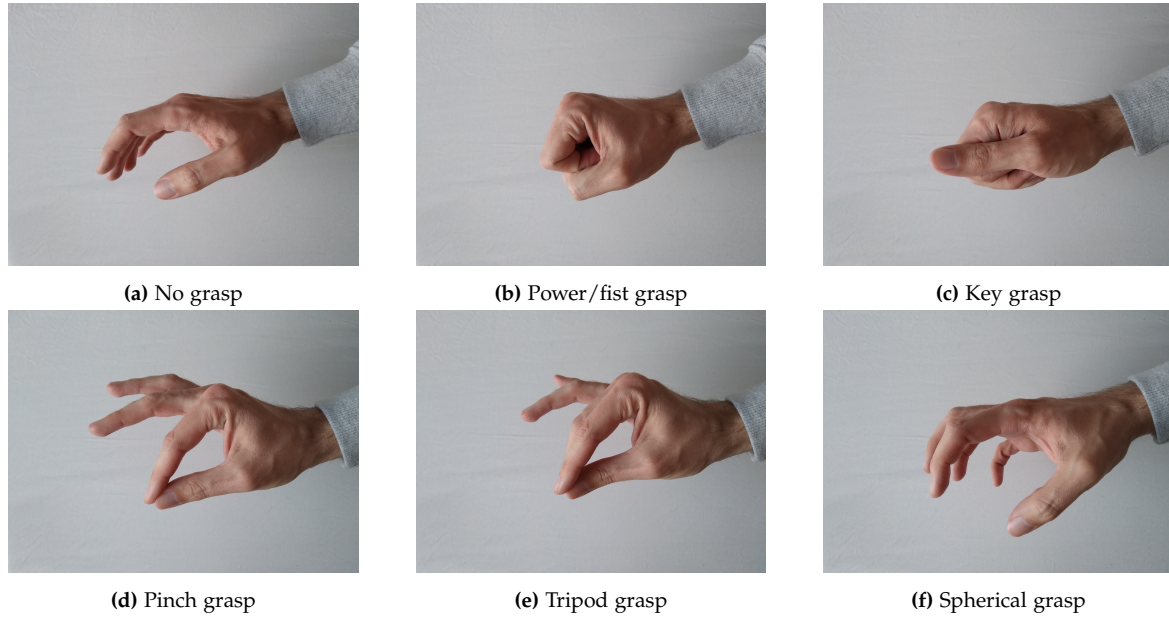 (a) No grasp
(b) Power/fist grasp
(c) Key grasp
(d) Pinch grasp
(e) Tripod grasp
(f) Spherical grasp